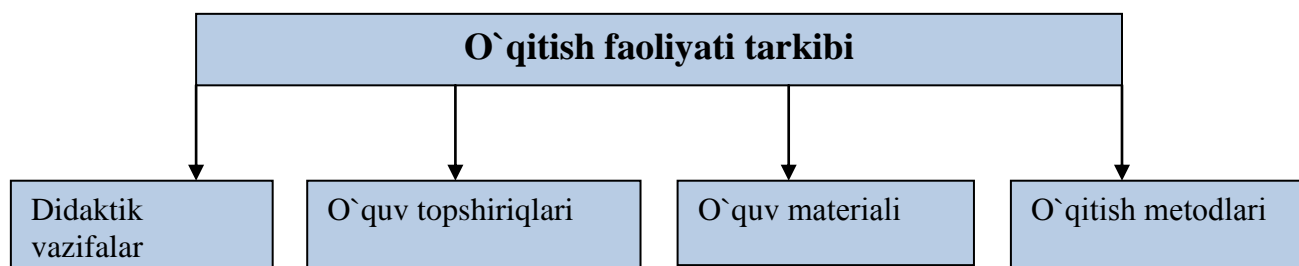 O`qitish faoliyati tarkibi
Didaktik
vazifalar
O`quv topshiriqlari
O`quv materiali
O`qitish metodlari